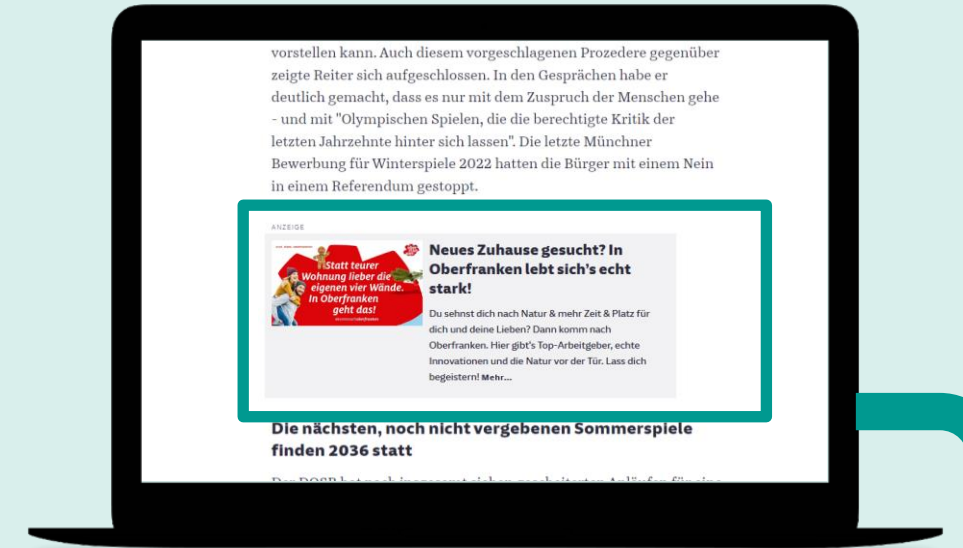 vorstellen kann. Auch diesem vorgeschlagenen Prozedere gegenüber
zeigte Reiter sich aufgeschlossen. In den Gesprächen habe er
deutlich gemacht, dass es nur mit dem Zuspruch der Menschen gehe
- und mit "Olympischen Spielen, die die berechtigte Kritik der
letzten Jahrzehnte hinter sich lassen". Die letzte Münchner
Bewerbung für Winterspiele 2022 hatten die Bürger mit einem Nein
in einem Referendum gestoppt.
ANZEIGE
Statt teurer
Wohnung lieber die
eigenen vier Wände.
In Oberfranken
geht das!
Neues Zuhause gesucht? In
Oberfranken lebt sich's echt
stark!
Du sehnst dich nach Natur & mehr Zeit & Platz für
dich und deine Lieben? Dann komm nach
Oberfranken. Hier gibt's Top-Arbeitgeber, echte
Innovationen und die Natur vor der Tür. Lass dich
begeistern! Mehr...
Die nächsten, noch nicht vergebenen Sommerspiele
finden 2036 statt